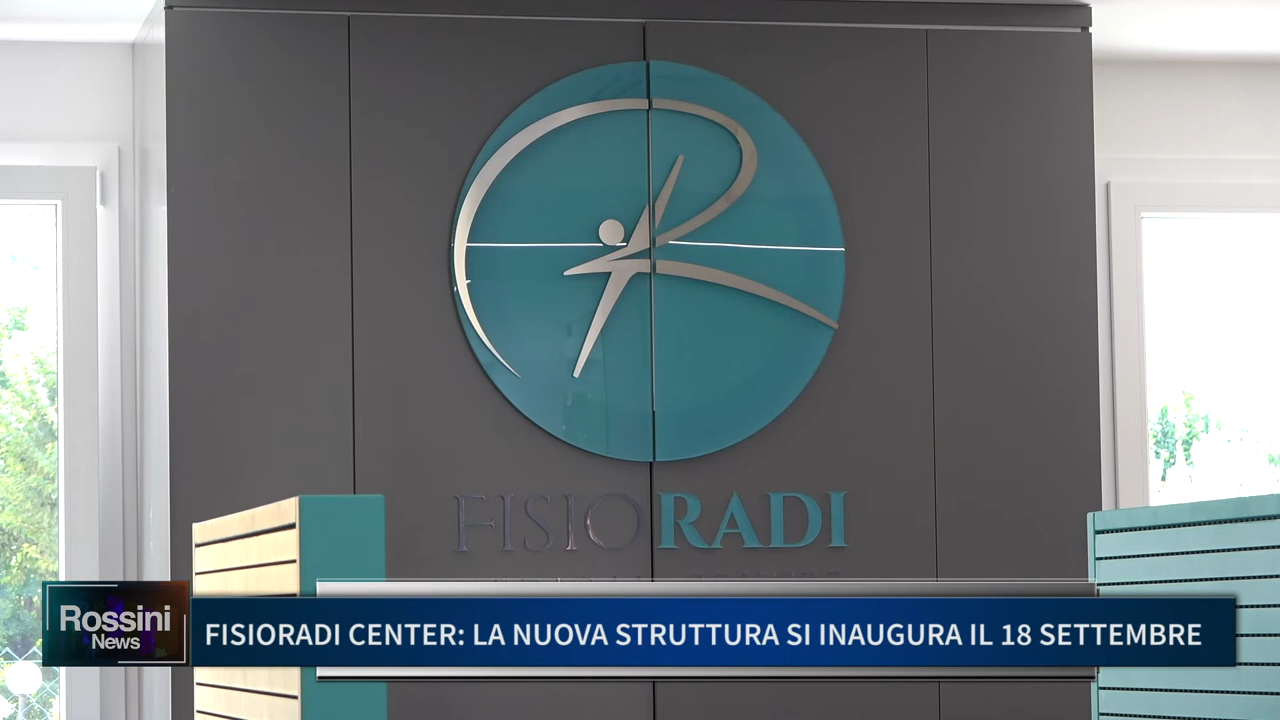 FISIORADI
Rossini
News
FISIORADI CENTER: LA NUOVA STRUTTURA SI INAUGURA IL 18 SETTEMBRE